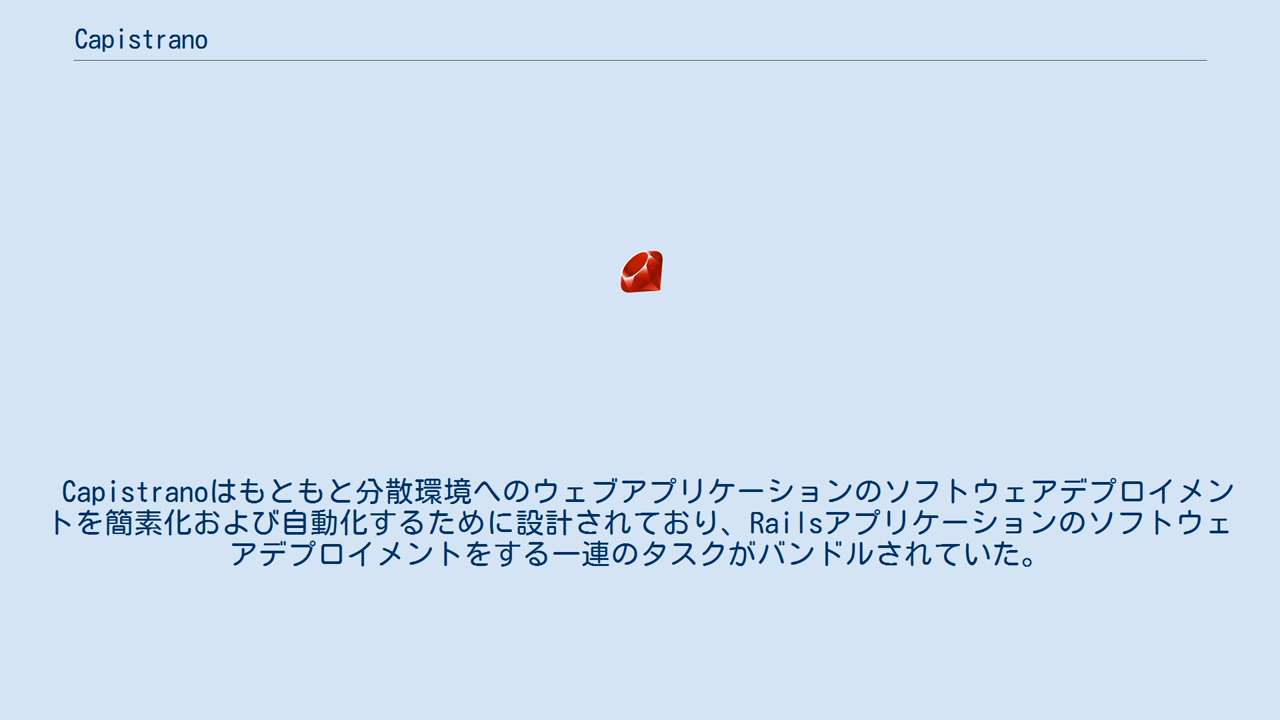 Capistrano
Capistranoはもともと分散環境へのウェブアプリケーションのソフトウェアデプロイメン
トを簡素化および自動化するために設計されており、Railsアプリケーションのソフトウェ
アデプロイメントをする一連のタスクがバンドルされていた。